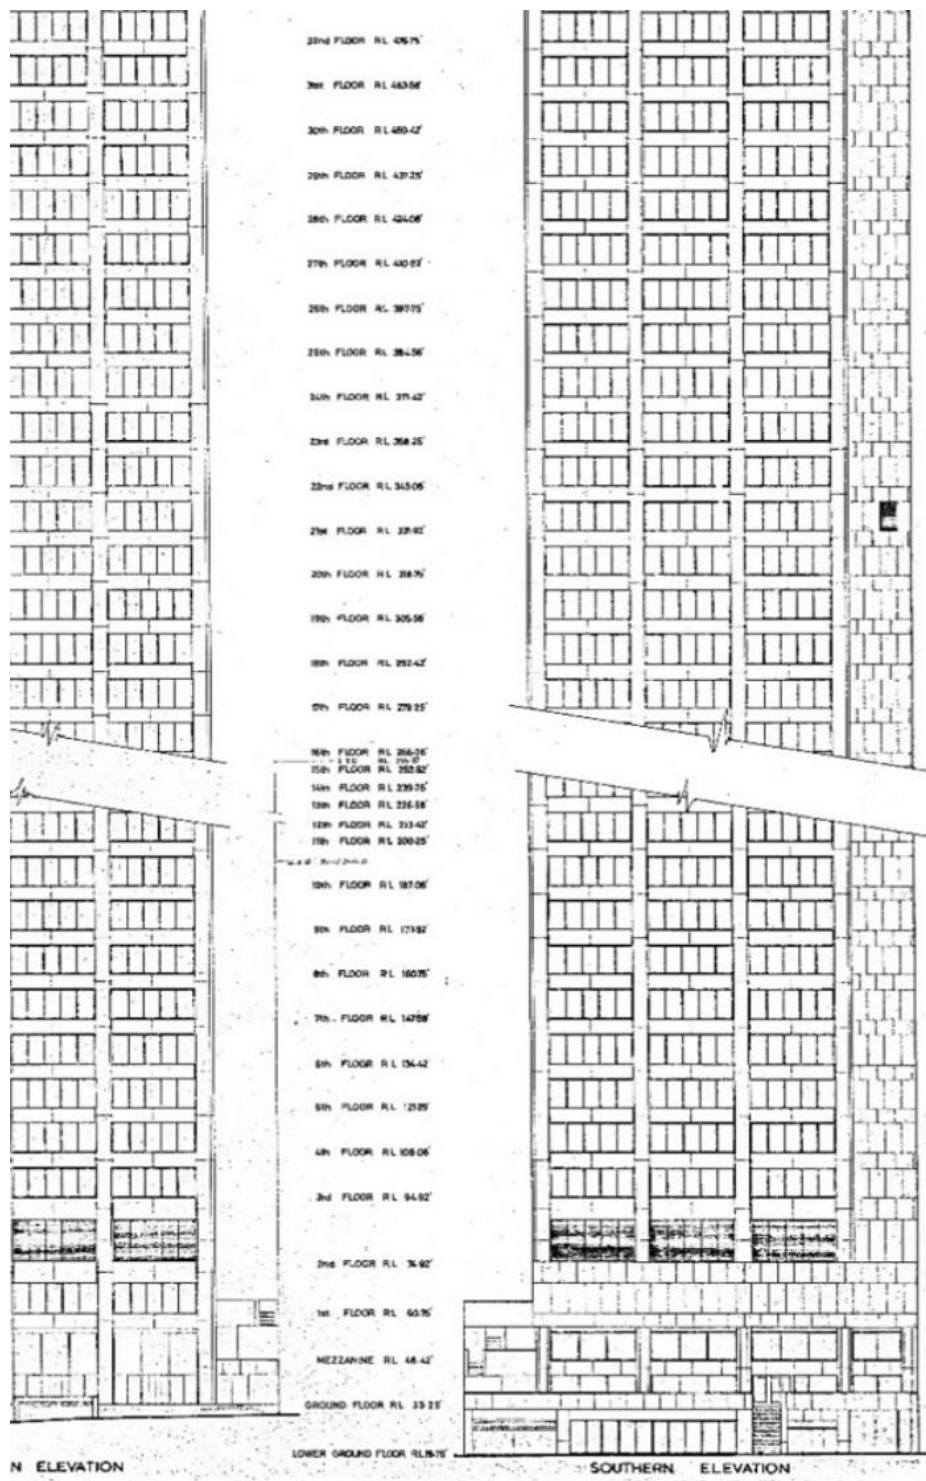 32nd FLOOR RL 476·75'
31st FLOOR RL 463·58'
30th FLOOR RL 450·42'
29th FLOOR RL 437·25'
28th FLOOR RL 424·08'
27th FLOOR RL
26th FLOOR RL 397·75'
25th FLOOR RL 384·58'
24th FLOOR RL 371·42'
23rd FLOOR RL 358·25'
22nd FLOOR RL 345·08'
21st FLOOR RL 331·92'
20th FLOOR RL 318·75'
19th FLOOR RL 305·58'
18th FLOOR RL 292·42'
17th FLOOR RL 279·25'
16th FLOOR RL
15th FLOOR RL 252·92'
14th FLOOR RL 239·75'
13th FLOOR RL 226·58'
12th FLOOR RL 213·42'
11th FLOOR RL 200·25'
10th FLOOR RL 187·08'
9th FLOOR RL 173·92'
8th FLOOR RL 160·75'
7th FLOOR RL 147·58'
6th FLOOR RL 134·42
5th FLOOR RL 121·25'
4th FLOOR RL 108·08'
3rd FLOOR RL 94·92'
2nd FLOOR RL 74·92'
1st FLOOR RL 60·75'
MEZZANINE RL 46·42'
GROUND FLOOR RL 33·25'
LOWER GROUND FLOOR RL 19·75'
N ELEVATION
SOUTHERN ELEVATION